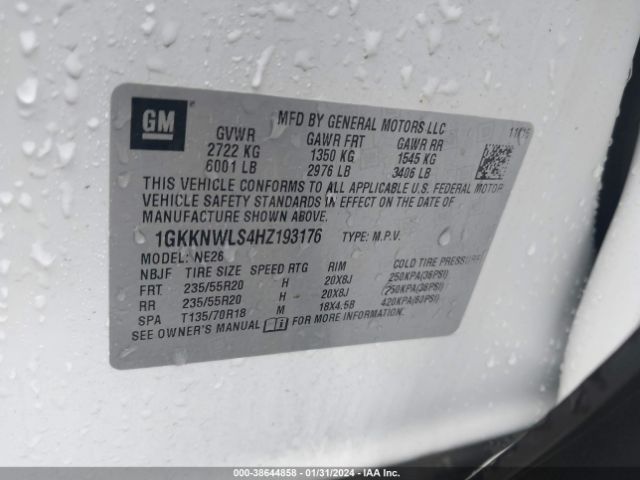 GM
MFD BY GENERAL MOTORS LLC
GVWR GAWR FRT GAWR RR
2722 KG 1350 KG 1545 KG
6001 LB 2976 LB 3406 LB
THIS VEHICLE CONFORMS TO ALL APPLICABLE U.S. FEDERAL MOTOR
VEHICLE SAFETY STANDARDS IN EFFECT ON THE DATE OF
MANUFACTURE SHOWN ABOVE.
1GKKNWLS4HZ193176 TYPE: M.P.V.
MODEL: NE26
NBJF TIRE SIZE SPEED RTG RIM COLD TIRE PRESSURE
FRT 235/55R20 H 20X8J 250KPA(36PSI)
RR 235/55R20 H 20X8J 250KPA(36PSI)
SPA T135/70R18 M 18X4.5B 420KPA(60PSI)
SEE OWNER'S MANUAL
000-38644858 - 01/31/2024 - IAA Inc.